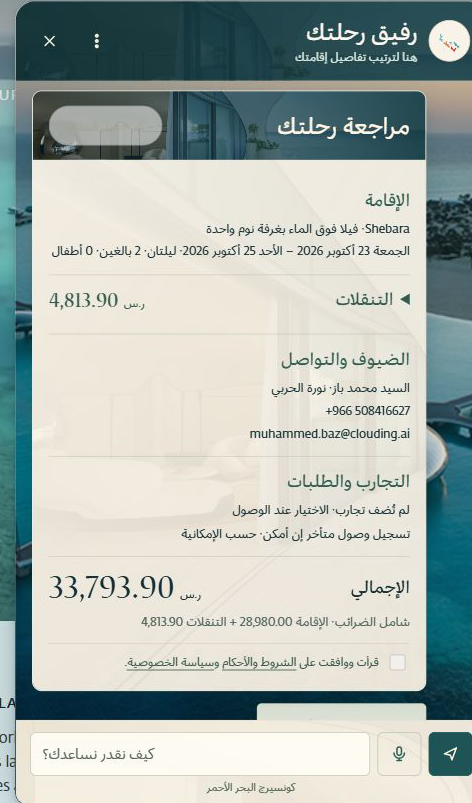 رفيق رحلتك
هنا لترتيب تفاصيل إقامتك
مراجعة رحلتك
الإقامة
Shebara · فيلا فوق الماء بغرفة نوم واحدة
الجمعة 23 أكتوبر 2026 – الأحد 25 أكتوبر 2026 · ليلتان · 2 بالغين · 0 أطفال
التنقلات
4,813.90 ر.س
الضيوف والتواصل
السيد محمد باز · نورة الحربي
+966 508416627
muhammed.baz@clouding.ai
التجارب والطلبات
لم تُضف تجارب · الاختيار عند الوصول
تسجيل وصول متأخر إن أمكن · حسب الإمكانية
الإجمالي
33,793.90 ر.س
شامل الضرائب · الإقامة 28,980.00 + التنقلات 4,813.90
قرأت ووافقت على الشروط والأحكام وسياسة الخصوصية.
كيف نقدر نساعدك؟
كونسيرج البحر الأحمر